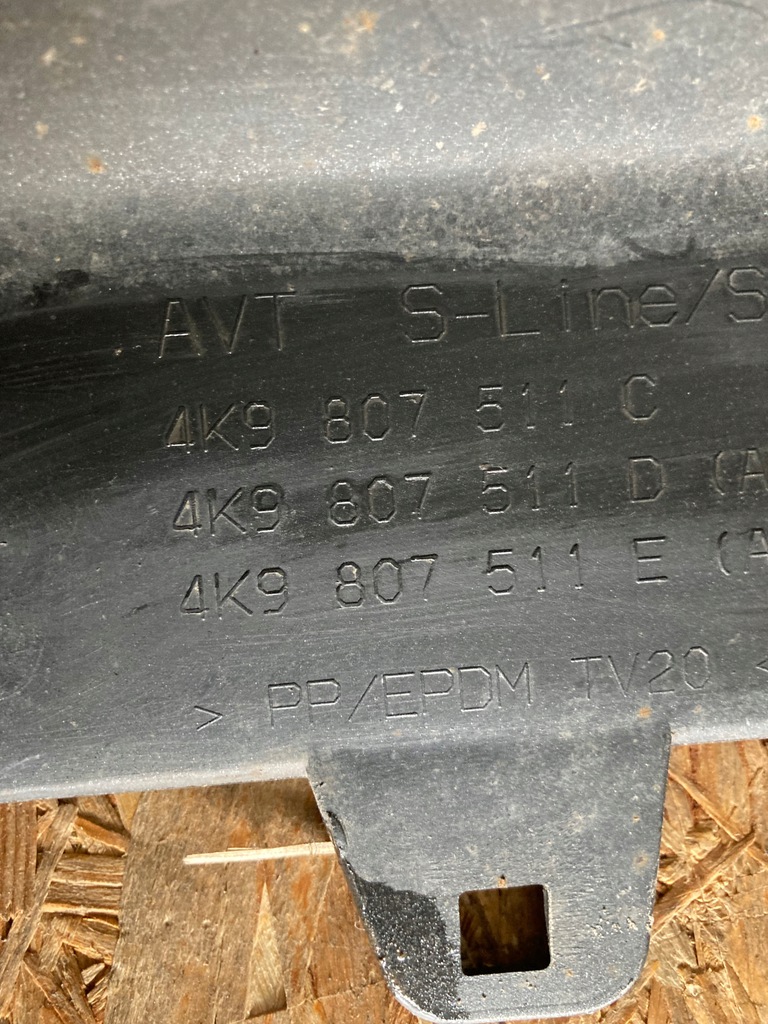 AVT S-Line/S
4K9 807 511 C
4K9 807 511 D (A
4K9 807 511 E (A
> PP/EPDM TV20 <